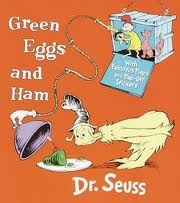 Green
Eggs
and
Ham
With
Fabulous Flaps
and Peel-Off
Stickers
Dr. Seuss